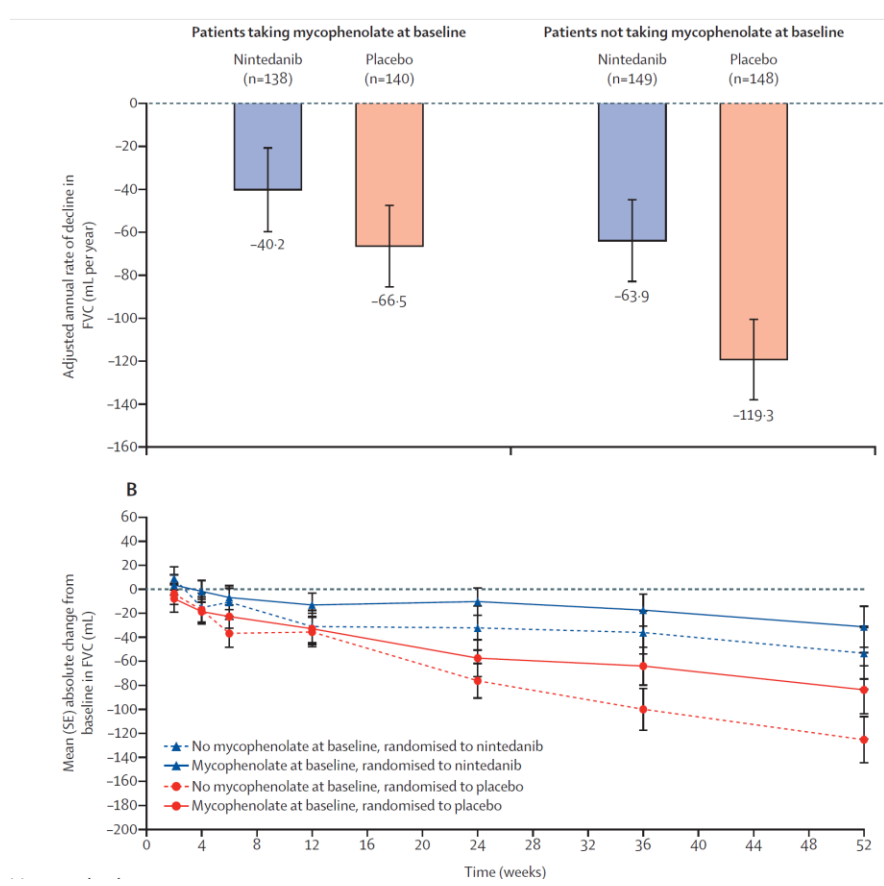 Patients taking mycophenolate at baseline
Patients not taking mycophenolate at baseline
Nintedanib
(n=138)
Placebo
(n=140)
Nintedanib
(n=149)
Placebo
(n=148)
Adjusted annual rate of decline in
FVC (mL per year)
0
–20
–40
–60
–80
–100
–120
–140
–160
–40·2
–66·5
–63·9
–119·3
B
Mean (SE) absolute change from
baseline in FVC (mL)
60
40
20
0
–20
–40
–60
–80
–100
–120
–140
–160
–180
–200
No mycophenolate at baseline, randomised to nintedanib
Mycophenolate at baseline, randomised to nintedanib
No mycophenolate at baseline, randomised to placebo
Mycophenolate at baseline, randomised to placebo
0 4 8 12 16 20 24 28 32 36 40 44 48 52
Time (weeks)